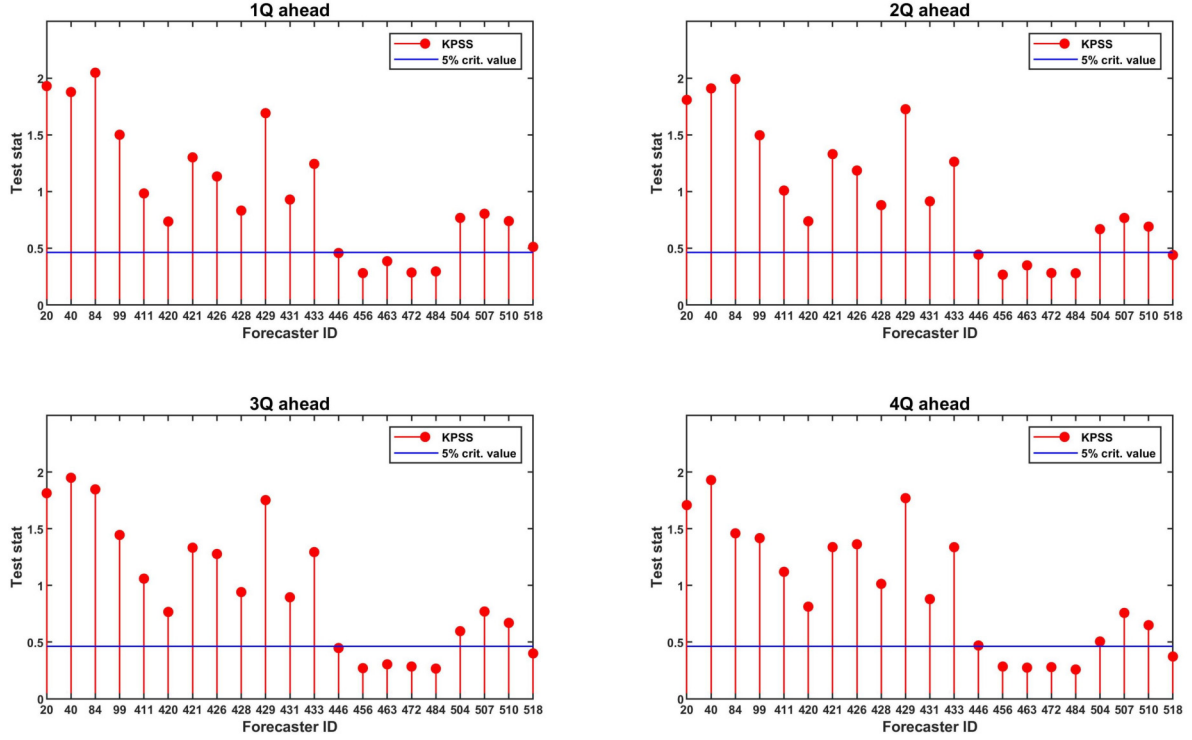 1Q ahead
KPSS
5% crit. value
Test stat
2
1.5
1
0.5
0
20 40 84 99 411 420 421 426 428 429 431 433 446 456 463 472 484 504 507 510 518
Forecaster ID
2Q ahead
KPSS
5% crit. value
Test stat
2
1.5
1
0.5
0
20 40 84 99 411 420 421 426 428 429 431 433 446 456 463 472 484 504 507 510 518
Forecaster ID
3Q ahead
KPSS
5% crit. value
Test stat
2
1.5
1
0.5
0
20 40 84 99 411 420 421 426 428 429 431 433 446 456 463 472 484 504 507 510 518
Forecaster ID
4Q ahead
KPSS
5% crit. value
Test stat
2
1.5
1
0.5
0
20 40 84 99 411 420 421 426 428 429 431 433 446 456 463 472 484 504 507 510 518
Forecaster ID